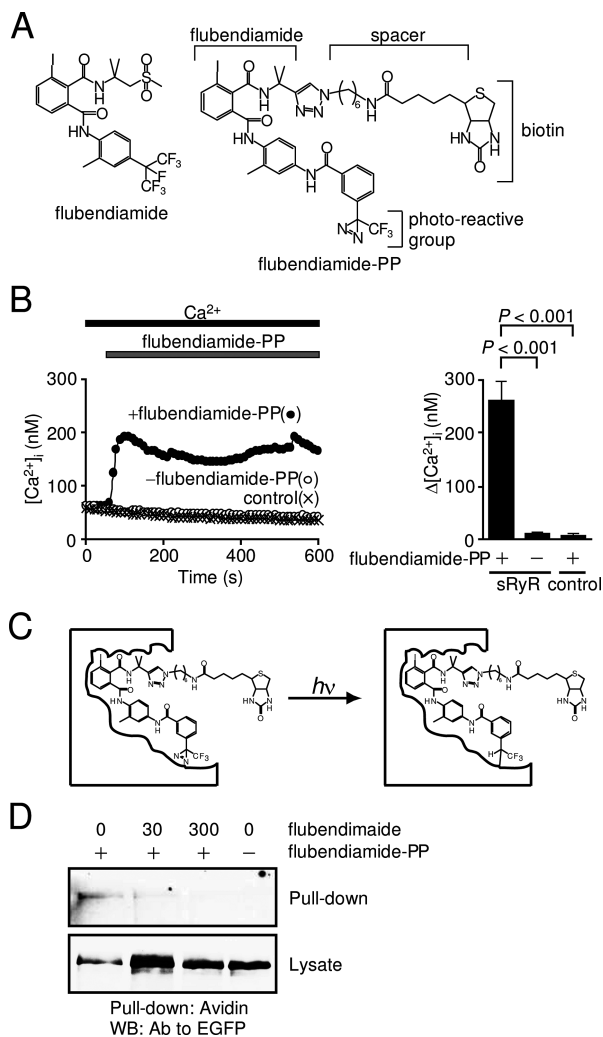 A
flubendiamide
spacer
I
O
N
H
S
O
O
O
N
H
CF3
F
CF3
flubendiamide
I
O
N
H
N
N=N
6
N
H
O
S
HN
NH
O
biotin
O
N
H
O
N
H
N=N
CF3
photo-reactive
group
flubendiamide-PP
B
Ca2+
flubendiamide-PP
[Ca2+]i (nM)
300
200
100
0
+flubendiamide-PP(●)
−flubendiamide-PP(○)
control(×)
0
200
400
600
Time (s)
P < 0.001
P < 0.001
Δ[Ca2+]i (nM)
300
200
100
0
flubendiamide-PP + − +
sRyR control
C
hν
D
0 30 300 0 flubendimaide
+ + + − flubendiamide-PP
Pull-down
Lysate
Pull-down: Avidin
WB: Ab to EGFP